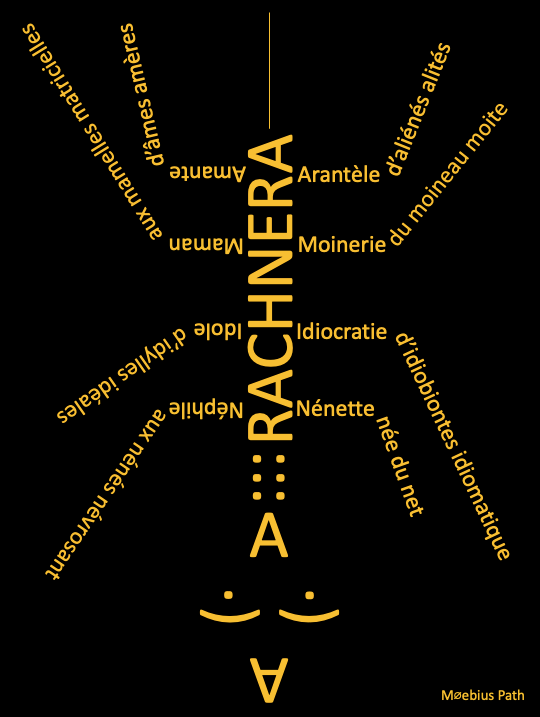 Amante d'âmes amères
Maman aux mamelles matricielles
Idole d'idylles idéales
Néphile aux nénés névrosant
RACHNERA
Arantèle d'aliénés alités
Moinerie du moineau moite
Idiocratie d'idiobiontes idiomatique
Nénette née du net
:::
A
A
Møebius Path